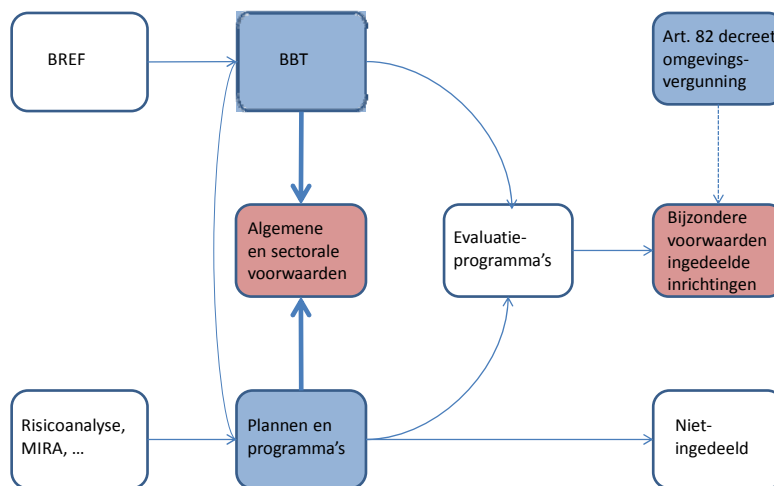 BREF
BBT
Art. 82 decreet
omgevings-
vergunning
Algemene
en sectorale
voorwaarden
Evaluatie-
programma's
Bijzondere
voorwaarden
ingedeelde
inrichtingen
Risicoanalyse,
MIRA, …
Plannen en
programma's
Niet-
ingedeeld